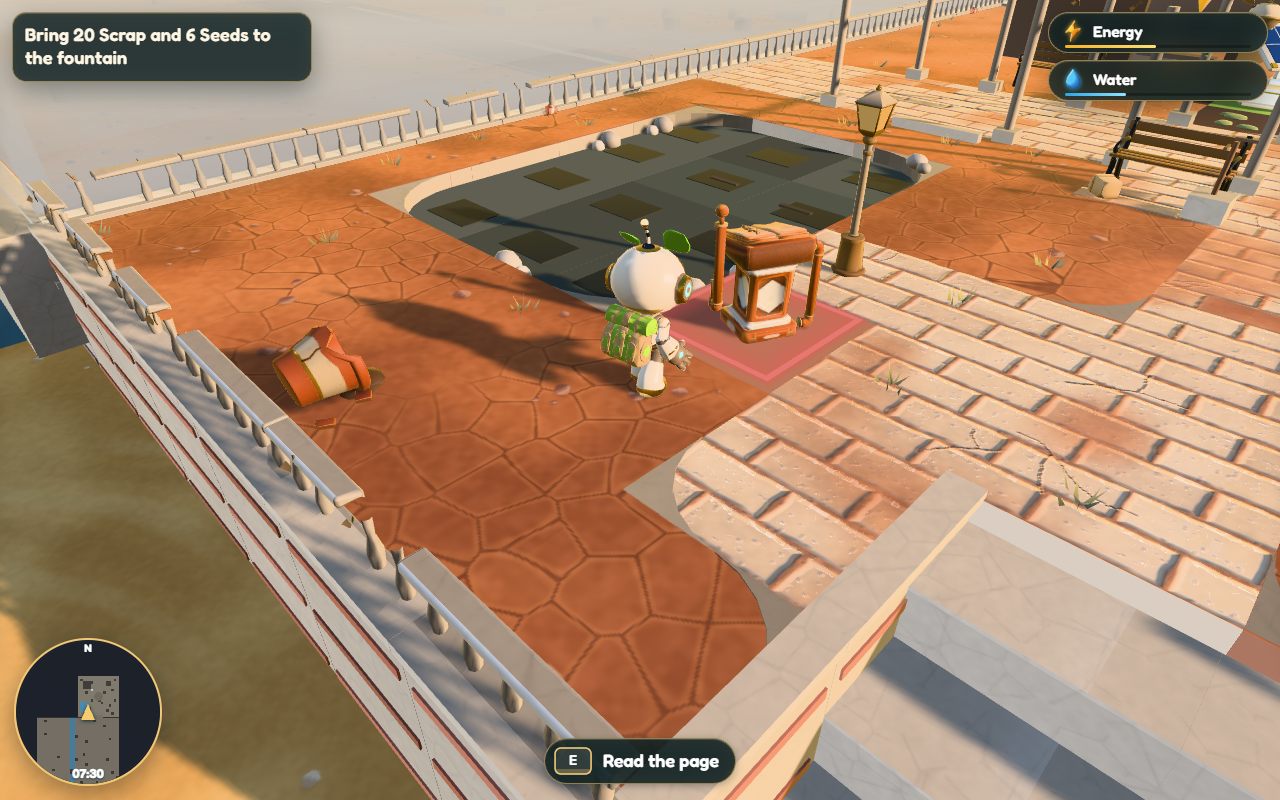 Bring 20 Scrap and 6 Seeds to
the fountain
Energy
Water
N
07:30
E Read the page